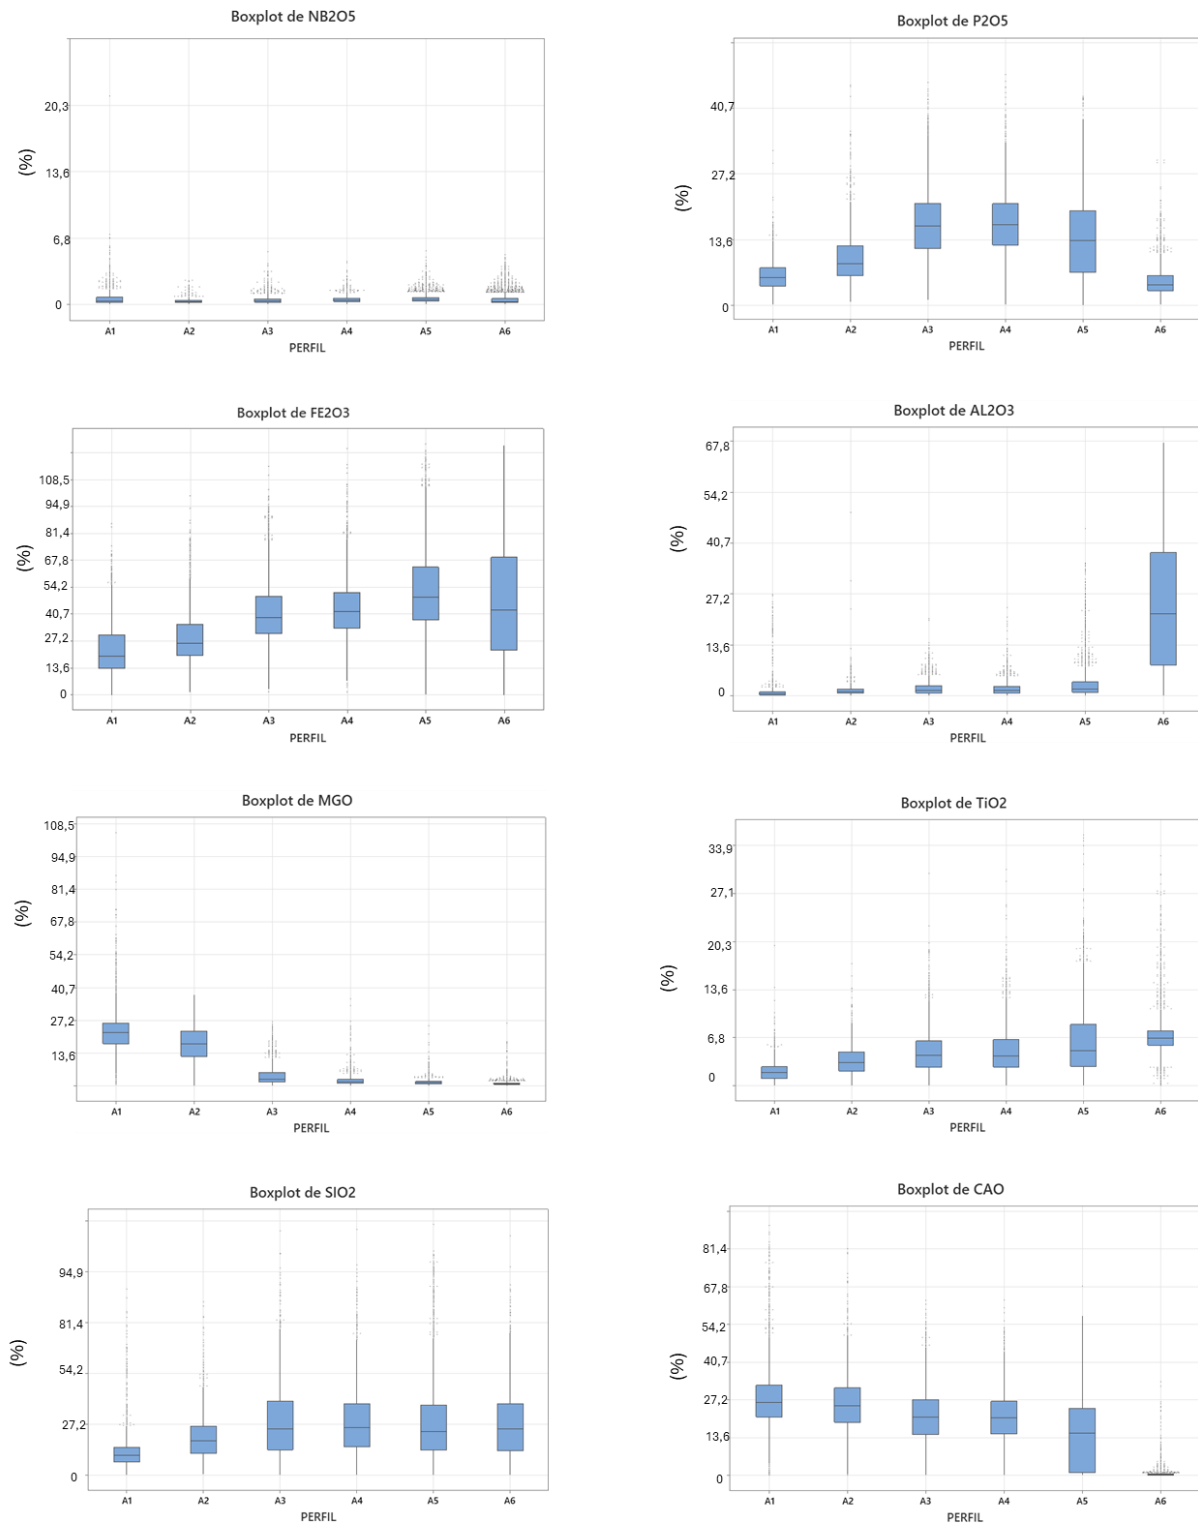 Boxplot de NB2O5
20,3
13,6
6,8
0
(%)
A1 A2 A3 A4 A5 A6
PERFIL
Boxplot de P2O5
40,7
27,2
13,6
0
(%)
A1 A2 A3 A4 A5 A6
PERFIL
Boxplot de FE2O3
108,5
94,9
81,4
67,8
54,2
40,7
27,2
13,6
0
(%)
A1 A2 A3 A4 A5 A6
PERFIL
Boxplot de AL2O3
67,8
54,2
40,7
27,2
13,6
0
(%)
A1 A2 A3 A4 A5 A6
PERFIL
Boxplot de MGO
108,5
94,9
81,4
67,8
54,2
40,7
27,2
13,6
(%)
A1 A2 A3 A4 A5 A6
PERFIL
Boxplot de TiO2
33,9
27,1
20,3
13,6
6,8
0
(%)
A1 A2 A3 A4 A5 A6
PERFIL
Boxplot de SIO2
94,9
81,4
54,2
27,2
0
(%)
A1 A2 A3 A4 A5 A6
PERFIL
Boxplot de CAO
81,4
67,8
54,2
40,7
27,2
13,6
0
(%)
A1 A2 A3 A4 A5 A6
PERFIL